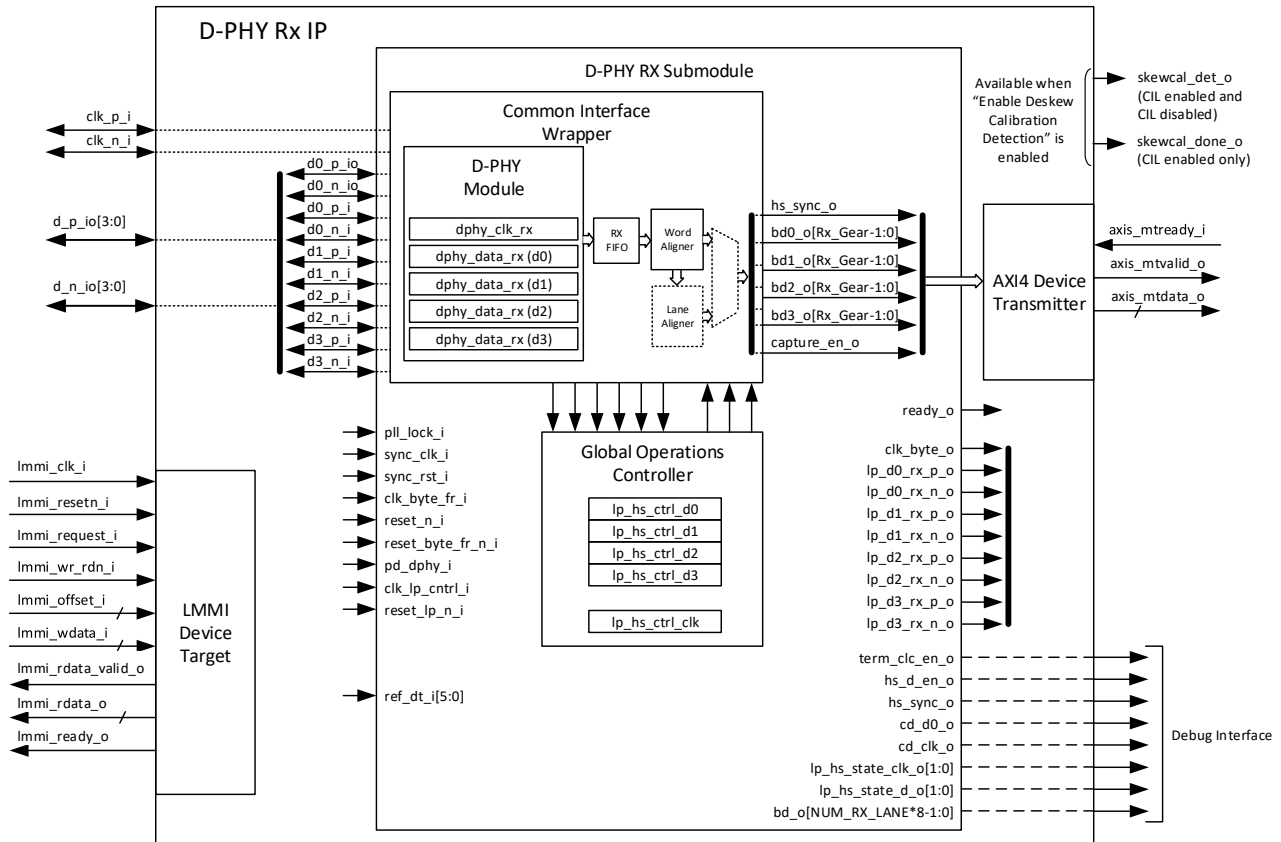 D-PHY Rx IP
D-PHY RX Submodule
Common Interface
Wrapper
D-PHY
Module
dphy_clk_rx
dphy_data_rx (d0)
dphy_data_rx (d1)
dphy_data_rx (d2)
dphy_data_rx (d3)
RX
FIFO
Word
Aligner
Lane
Aligner
clk_p_i
clk_n_i
d_p_io[3:0]
d_n_io[3:0]
d0_p_io
d0_n_io
d0_p_i
d0_n_i
d1_p_i
d1_n_i
d2_p_i
d2_n_i
d3_p_i
d3_n_i
hs_sync_o
bd0_o[Rx_Gear-1:0]
bd1_o[Rx_Gear-1:0]
bd2_o[Rx_Gear-1:0]
bd3_o[Rx_Gear-1:0]
capture_en_o
Available when
“Enable Deskew
Calibration
Detection” is
enabled
skewcal_det_o
(CIL enabled and
CIL disabled)
skewcal_done_o
(CIL enabled only)
AXI4 Device
Transmitter
axis_mtready_i
axis_mtvalid_o
axis_mtdata_o
Global Operations
Controller
lp_hs_ctrl_d0
lp_hs_ctrl_d1
lp_hs_ctrl_d2
lp_hs_ctrl_d3
lp_hs_ctrl_clk
pll_lock_i
sync_clk_i
sync_rst_i
clk_byte_fr_i
reset_n_i
reset_byte_fr_n_i
pd_dphy_i
clk_lp_cntrl_i
reset_lp_n_i
ref_dt_i[5:0]
lmmi_clk_i
lmmi_resetn_i
lmmi_request_i
lmmi_wr_rdn_i
lmmi_offset_i
lmmi_wdata_i
lmmi_rdata_valid_o
lmmi_rdata_o
lmmi_ready_o
LMMI
Device
Target
ready_o
clk_byte_o
lp_d0_rx_p_o
lp_d0_rx_n_o
lp_d1_rx_p_o
lp_d1_rx_n_o
lp_d2_rx_p_o
lp_d2_rx_n_o
lp_d3_rx_p_o
lp_d3_rx_n_o
term_clc_en_o
hs_d_en_o
hs_sync_o
cd_d0_o
cd_clk_o
lp_hs_state_clk_o[1:0]
lp_hs_state_d_o[1:0]
bd_o[NUM_RX_LANE*8-1:0]
Debug Interface